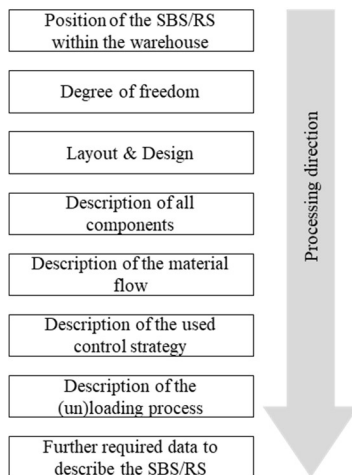 Position of the SBS/RS
within the warehouse
Degree of freedom
Layout & Design
Description of all
components
Description of the material
flow
Description of the used
control strategy
Description of the
(un)loading process
Further required data to
describe the SBS/RS
Processing direction